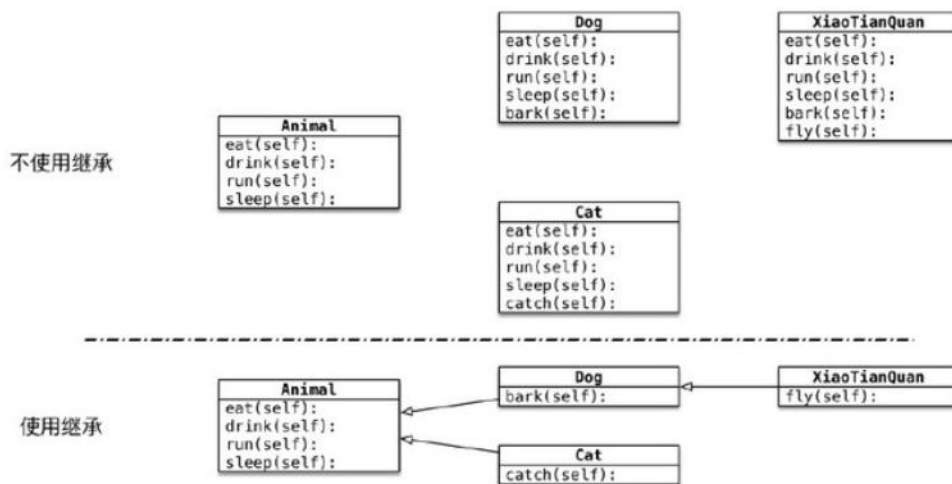 不使用继承
Animal
eat(self):
drink(self):
run(self):
sleep(self):
Dog
eat(self):
drink(self):
run(self):
sleep(self):
bark(self):
XiaoTianQuan
eat(self):
drink(self):
run(self):
sleep(self):
bark(self):
fly(self):
Cat
eat(self):
drink(self):
run(self):
sleep(self):
catch(self):
使用继承
Animal
eat(self):
drink(self):
run(self):
sleep(self):
Dog
bark(self):
XiaoTianQuan
fly(self):
Cat
catch(self):